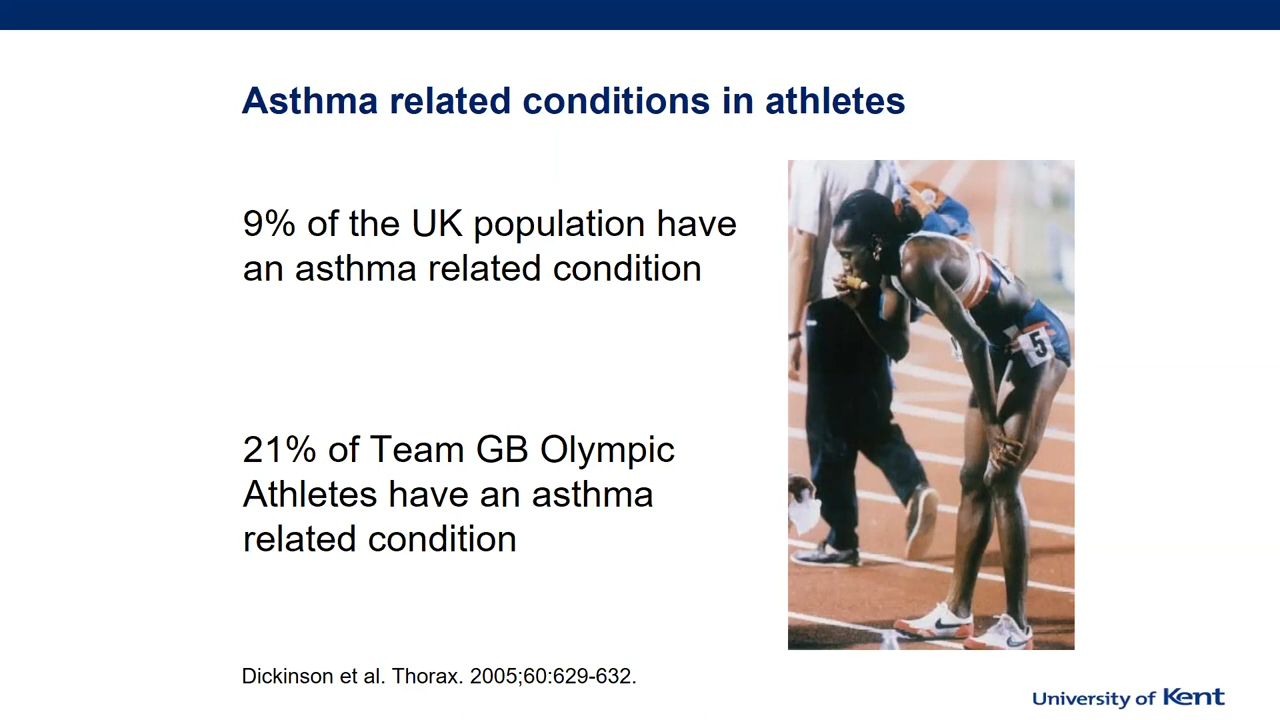 Asthma related conditions in athletes
9% of the UK population have
an asthma related condition
5
21% of Team GB Olympic
Athletes have an asthma
related condition
Dickinson et al. Thorax. 2005;60:629-632.
University of Kent